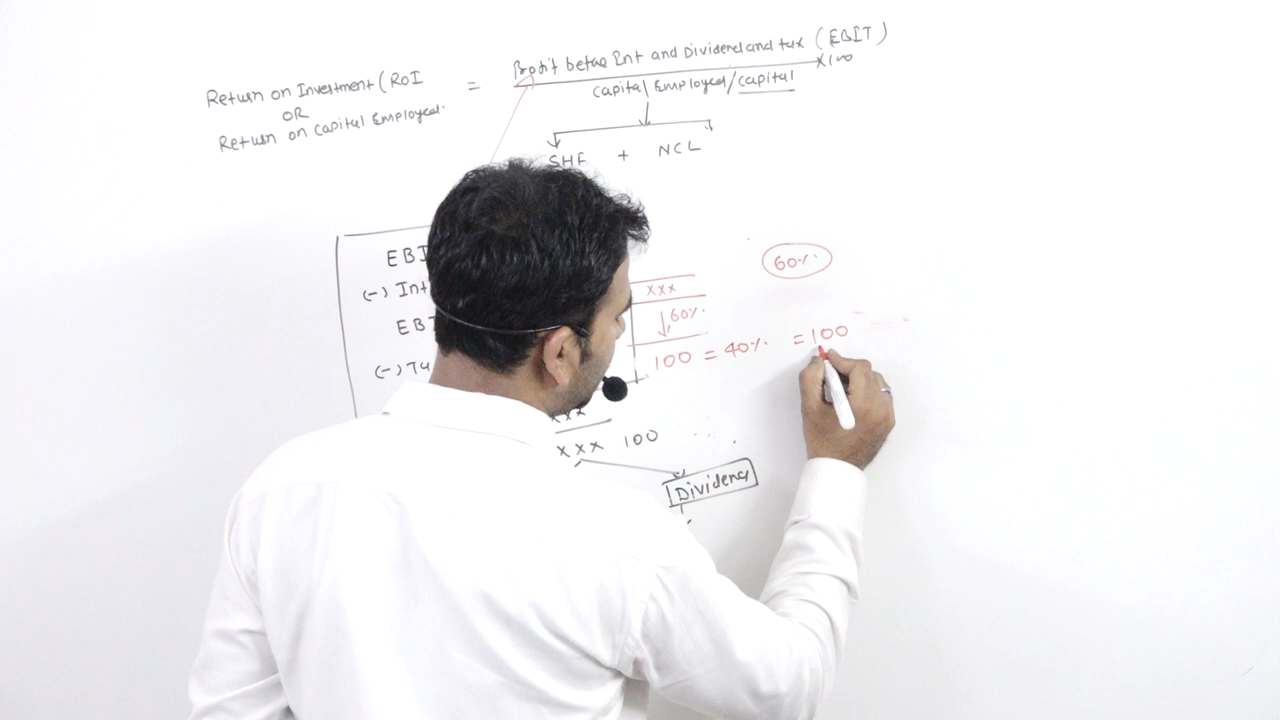 Profit before Int and Dividend and tax (EBIT)
Return on Investment (ROI = x100
OR Capital Employed/capital
Return on Capital Employed.
SHF + NCL
60%
EBI
(-) Int xxx
60%
EBT
100 = 40% = 100
(-) Ta
xxx
xxx 100
Dividend